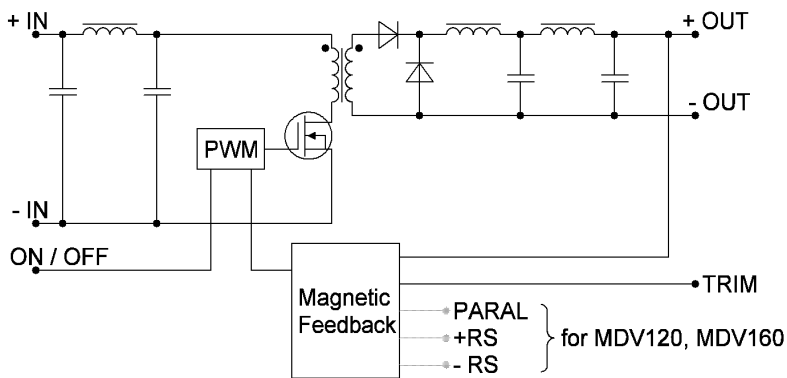 + IN
+ OUT
- OUT
PWM
- IN
ON / OFF
Magnetic
Feedback
TRIM
PARAL
+RS
- RS
for MDV120, MDV160